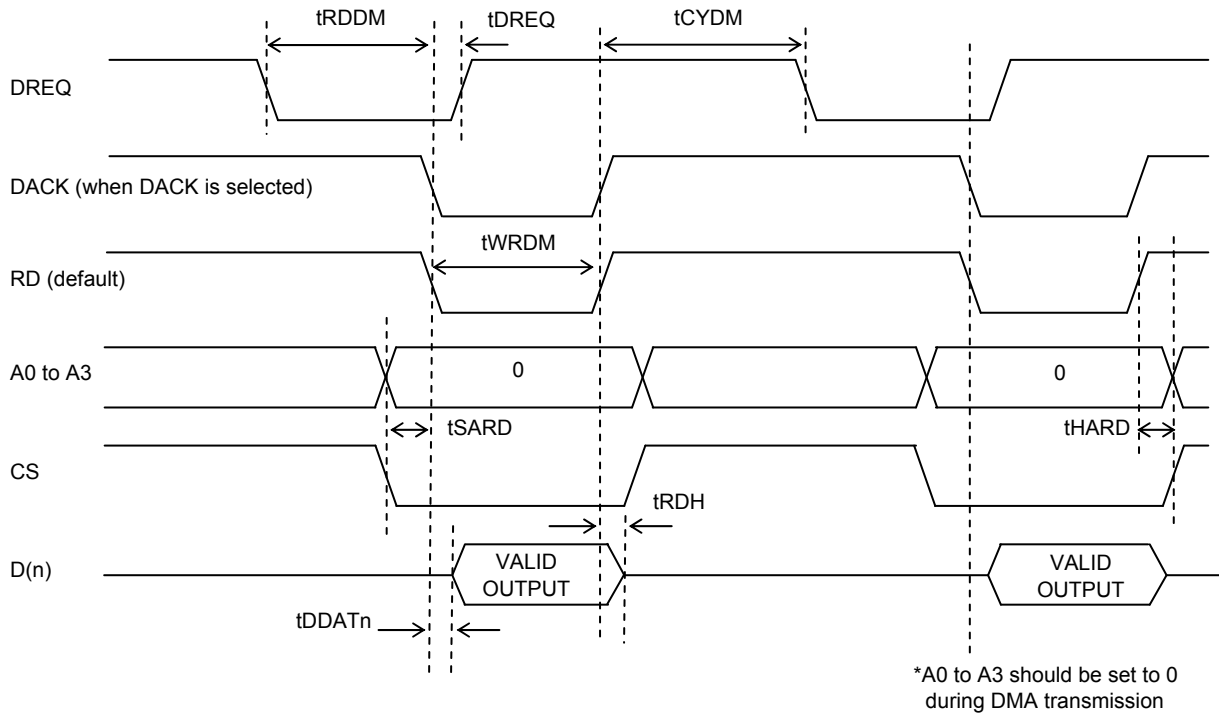 tRDDM
tDREQ
tCYDM
DREQ
DACK (when DACK is selected)
tWRDM
RD (default)
A0 to A3
0
0
tSARD
tHARD
CS
tRDH
D(n)
VALID
OUTPUT
VALID
OUTPUT
tDDATn
*A0 to A3 should be set to 0
during DMA transmission